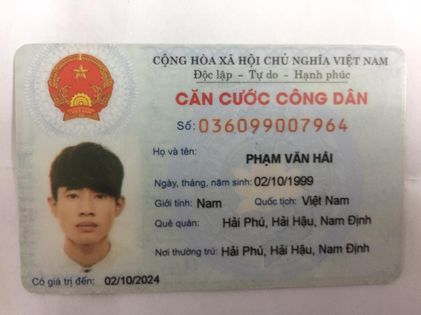 CỘNG HÒA XÃ HỘI CHỦ NGHĨA VIỆT NAM
Độc lập - Tự do - Hạnh phúc
CĂN CƯỚC CÔNG DÂN
Số: 036099007964
Họ và tên:
PHẠM VĂN HẢI
Ngày, tháng, năm sinh: 02/10/1999
Giới tính: Nam Quốc tịch: Việt Nam
Quê quán: Hải Phú, Hải Hậu, Nam Định
Nơi thường trú: Hải Phú, Hải Hậu, Nam Định
Có giá trị đến: 02/10/2024